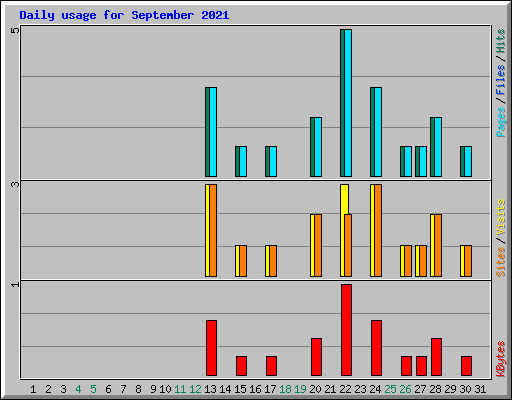 Daily usage for September 2021
5
Pages / Files / Hits
3
Sites / Visits
1
KBytes
1 2 3 4 5 6 7 8 9 10 11 12 13 14 15 16 17 18 19 20 21 22 23 24 25 26 27 28 29 30 31